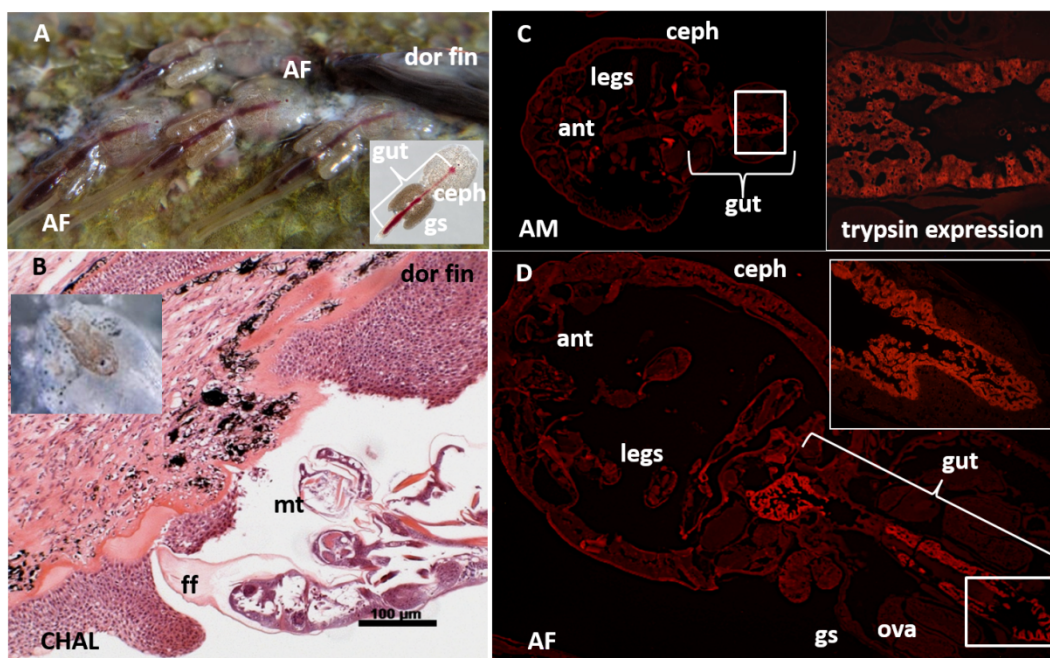 A
AF
dor fin
gut
ceph
gs
AF
B
dor fin
mt
ff
100 µm
CHAL
C
ceph
legs
ant
gut
AM
trypsin expression
D
ceph
ant
legs
gut
gs
ova
AF